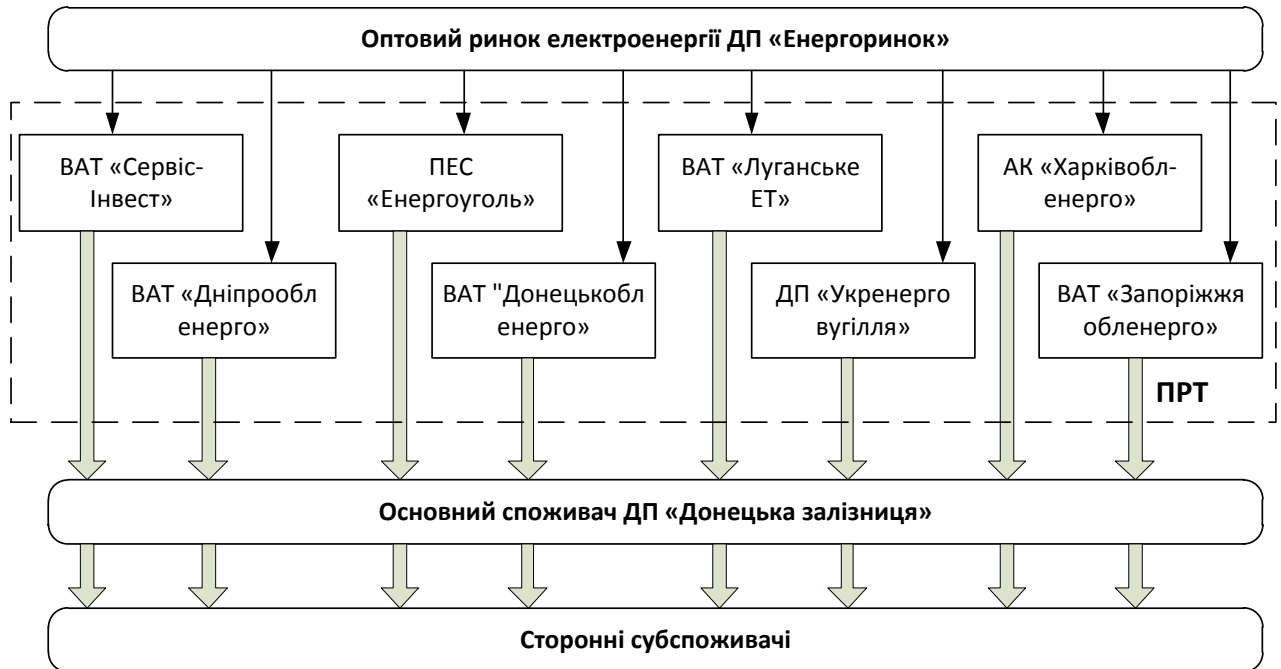 Оптовий ринок електроенергії ДП «Енергоринок»
ВАТ «Сервіс-
Інвест»
ПЕС
«Енергоуголь»
ВАТ «Луганське
ЕТ»
АК «Харківобл-
енерго»
ВАТ «Дніпрообл
енерго»
ВАТ "Донецькобл
енерго»
ДП «Укренерго
вугілля»
ВАТ «Запоріжжя
обленерго»
ПРТ
Основний споживач ДП «Донецька залізниця»
Сторонні субспоживачі